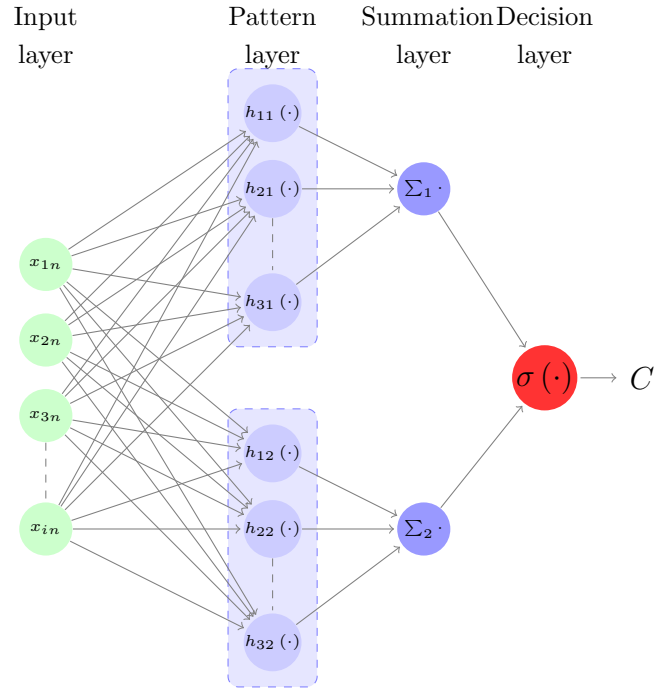 Input Pattern Summation Decision
layer layer layer layer
h₁₁ (·)
h₂₁ (·)
Σ₁ ·
x₁ₙ
h₃₁ (·)
x₂ₙ
σ (·) C
x₃ₙ
h₁₂ (·)
xᵢₙ
h₂₂ (·)
Σ₂ ·
h₃₂ (·)